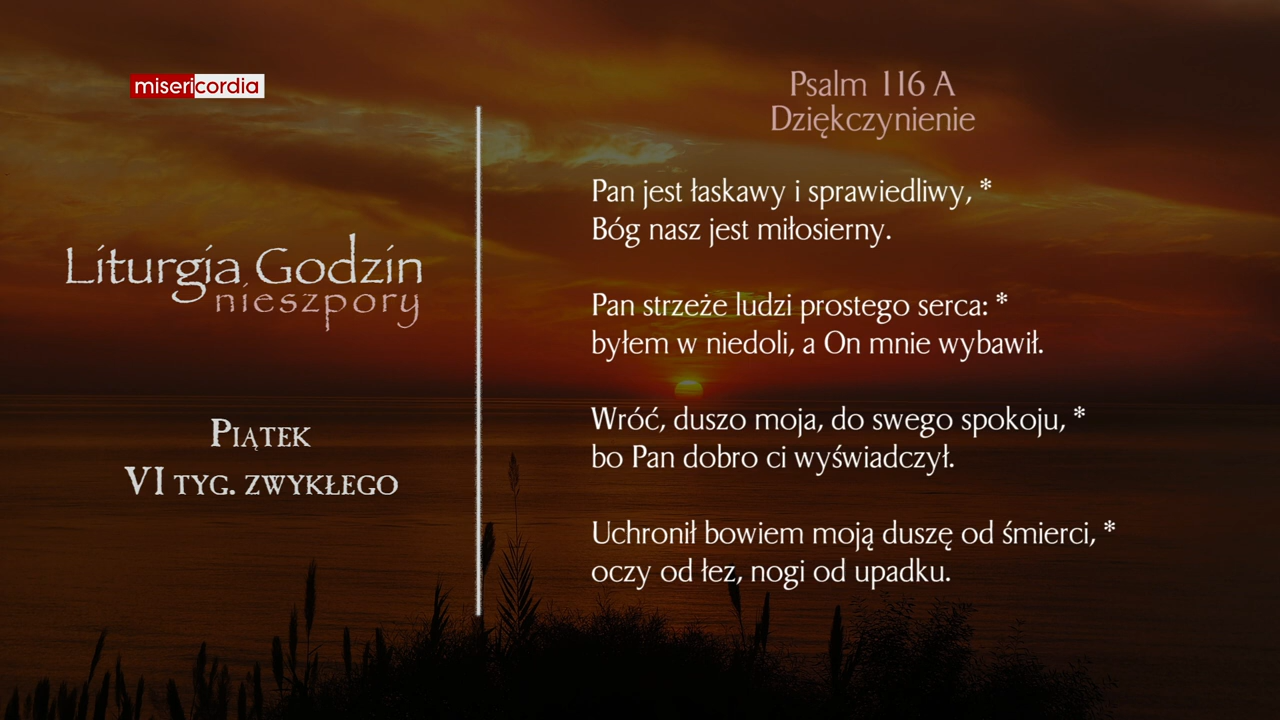 misericordia
Liturgia Godzin
nieszpory
Piątek
VI tyg. zwykłego
Psalm 116 A
Dziękczynienie
Pan jest łaskawy i sprawiedliwy, *
Bóg nasz jest miłosierny.
Pan strzeże ludzi prostego serca: *
byłem w niedoli, a On mnie wybawił.
Wróć, duszo moja, do swego spokoju, *
bo Pan dobro ci wyświadczył.
Uchronił bowiem moją duszę od śmierci, *
oczy od łez, nogi od upadku.